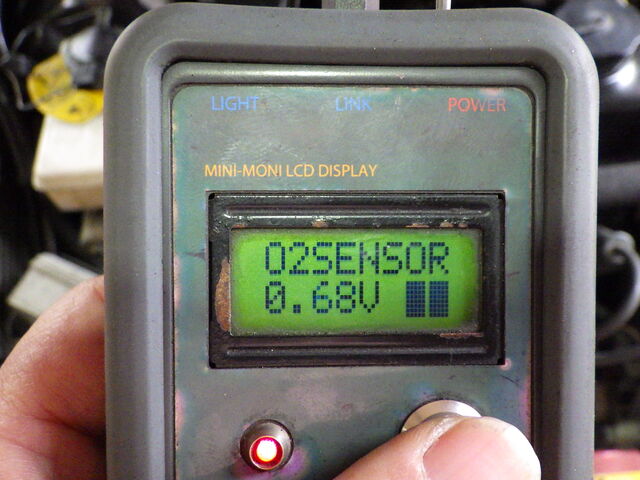 LIGHT LINK POWER
MINI-MONI LCD DISPLAY
O2SENSOR
0.68V